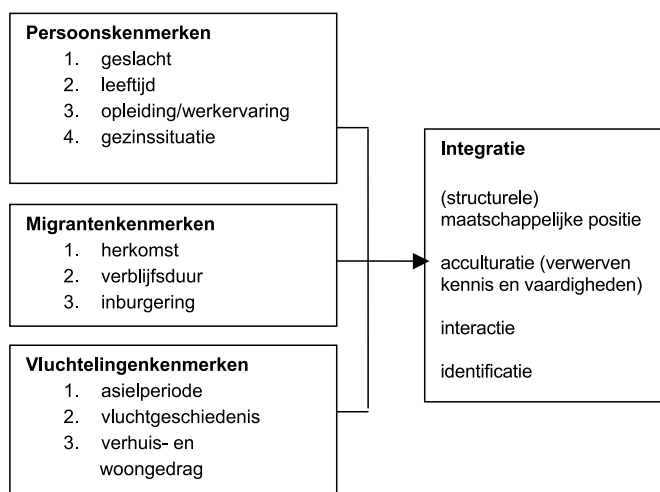 Persoonskenmerken
1. geslacht
2. leeftijd
3. opleiding/werkervaring
4. gezinssituatie
Migrantenkenmerken
1. herkomst
2. verblijfsduur
3. inburgering
Vluchtelingenkenmerken
1. asielperiode
2. vluchtgeschiedenis
3. verhuis- en
woongedrag
Integratie
(structurele)
maatschappelijke positie
acculturatie (verwerven
kennis en vaardigheden)
interactie
identificatie